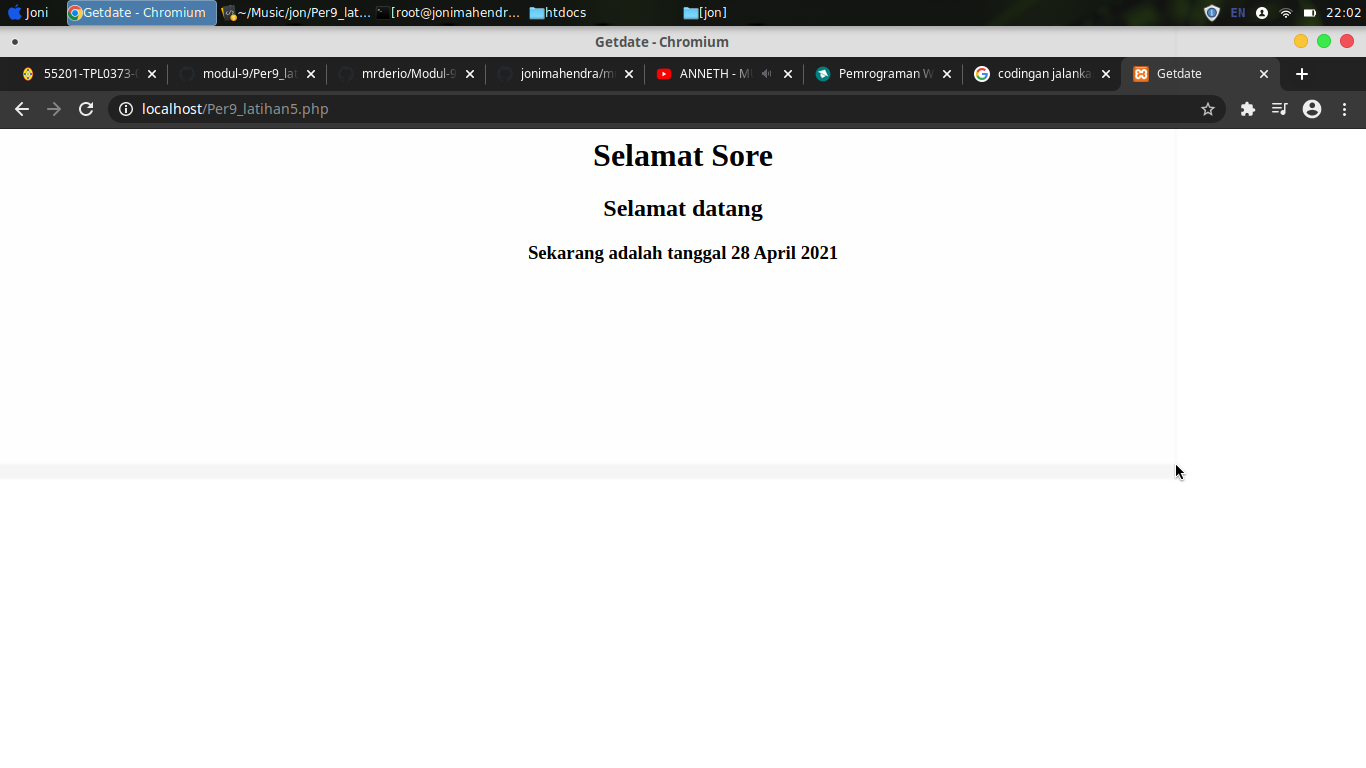 Joni Getdate - Chromium ~/Music/jon/Per9_lat... [root@jonimahendr... htdocs [jon] EN 22:02
Getdate - Chromium
55201-TPL0373- modul-9/Per9_lat mrderio/Modul-9 jonimahendra/m ANNETH - M Pemrograman W codingan jalanka Getdate
localhost/Per9_latihan5.php
Selamat Sore
Selamat datang
Sekarang adalah tanggal 28 April 2021